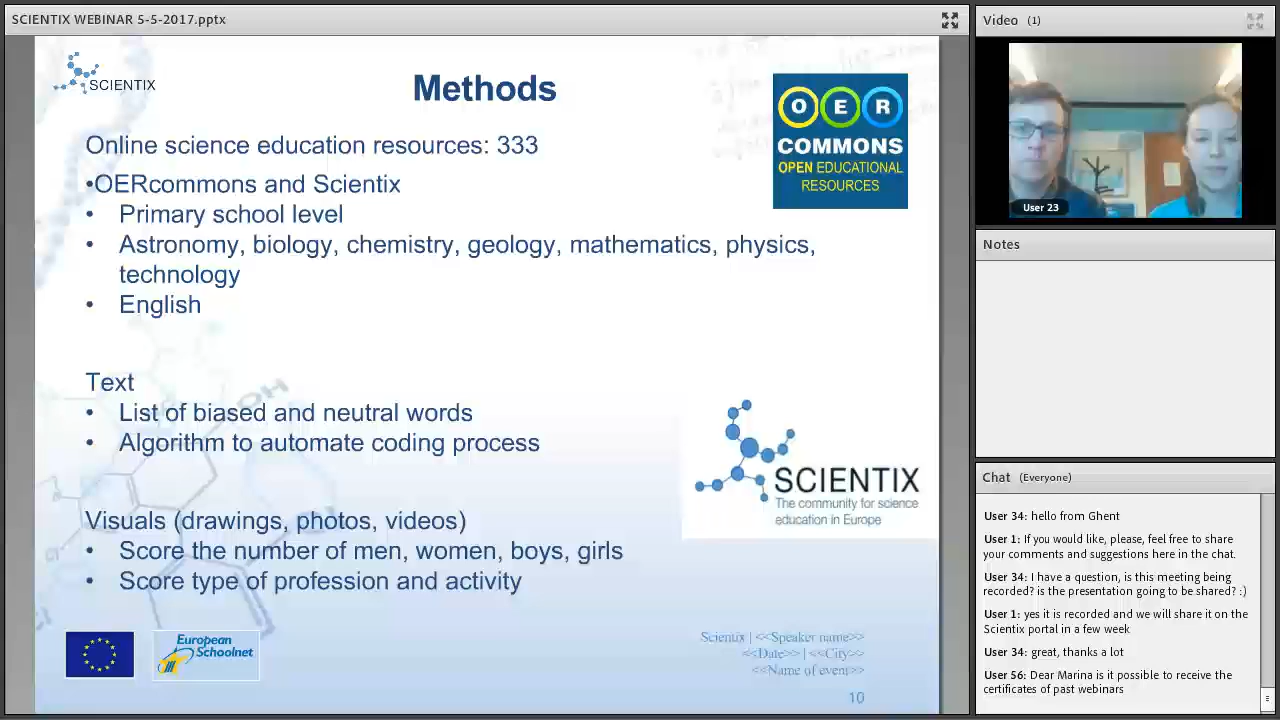 SCIENTIX WEBINAR 5-5-2017.pptx
SCIENTIX
Methods
OER
COMMONS
OPEN EDUCATIONAL
RESOURCES
Online science education resources: 333
•OERcommons and Scientix
• Primary school level
• Astronomy, biology, chemistry, geology, mathematics, physics,
technology
• English
Text
• List of biased and neutral words
• Algorithm to automate coding process
OH
SCIENTIX
The community for science
education in Europe
Visuals (drawings, photos, videos)
• Score the number of men, women, boys, girls
• Score type of profession and activity
European
Schoolnet
Scientix | <<Speaker name>>
<<Date>> | <<City>>
<<Name of event>>
10
Video (1)
User 23
Notes
Chat (Everyone)
User 34: hello from Ghent
User 1: If you would like, please, feel free to share
your comments and suggestions here in the chat.
User 34: I have a question, is this meeting being
recorded? is the presentation going to be shared? :)
User 1: yes it is recorded and we will share it on the
Scientix portal in a few week
User 34: great, thanks a lot
User 56: Dear Marina is it possible to receive the
certificates of past webinars